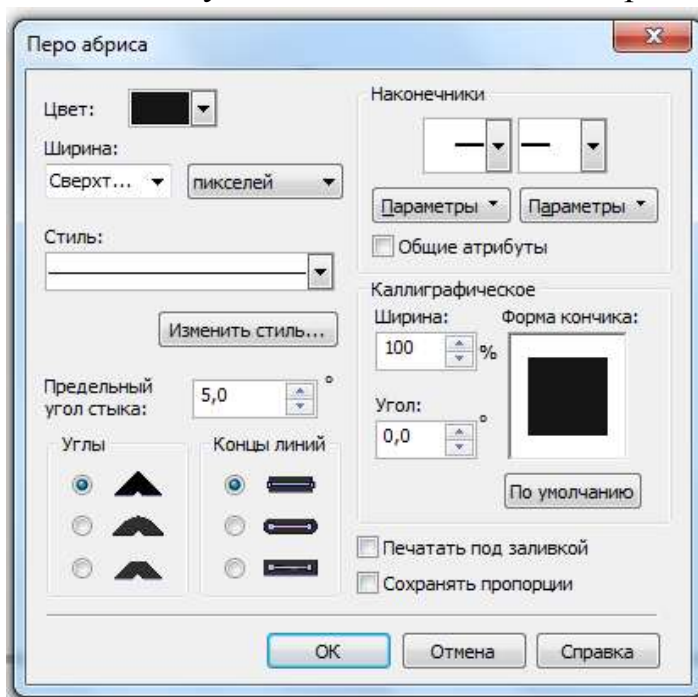 Перо абриса
Цвет:
Ширина:
Сверхт...
пикселей
Стиль:
Изменить стиль...
Предельный
угол стыка:
5,0 °
Углы
Концы линий
Наконечники
Параметры
Параметры
Общие атрибуты
Каллиграфическое
Ширина:
Форма кончика:
100 %
Угол:
0,0 °
По умолчанию
Печатать под заливкой
Сохранять пропорции
ОК
Отмена
Справка